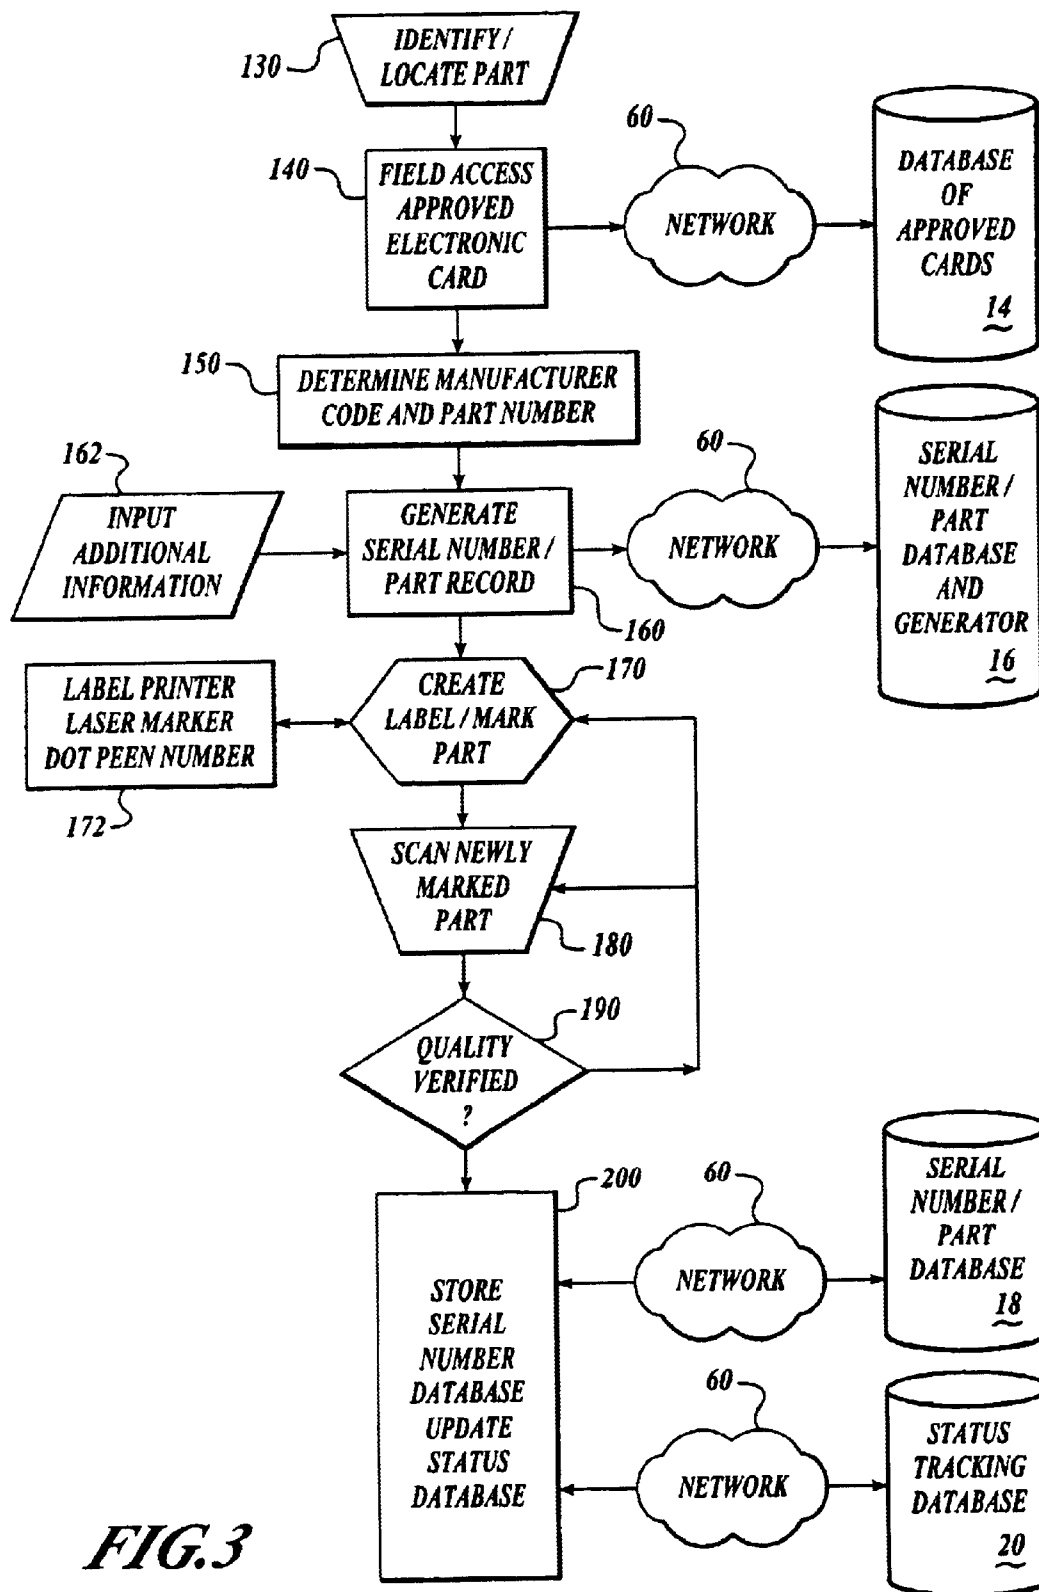 130
IDENTIFY /
LOCATE PART
140
FIELD ACCESS
APPROVED
ELECTRONIC
CARD
60
NETWORK
DATABASE
OF
APPROVED
CARDS
14
150
DETERMINE MANUFACTURER
CODE AND PART NUMBER
162
INPUT
ADDITIONAL
INFORMATION
GENERATE
SERIAL NUMBER /
PART RECORD
160
60
NETWORK
SERIAL
NUMBER /
PART
DATABASE
AND
GENERATOR
16
LABEL PRINTER
LASER MARKER
DOT PEEN NUMBER
172
170
CREATE
LABEL / MARK
PART
SCAN NEWLY
MARKED
PART
180
190
QUALITY
VERIFIED
?
200
STORE
SERIAL
NUMBER
DATABASE
UPDATE
STATUS
DATABASE
60
NETWORK
SERIAL
NUMBER /
PART
DATABASE
18
60
NETWORK
STATUS
TRACKING
DATABASE
20
FIG.3